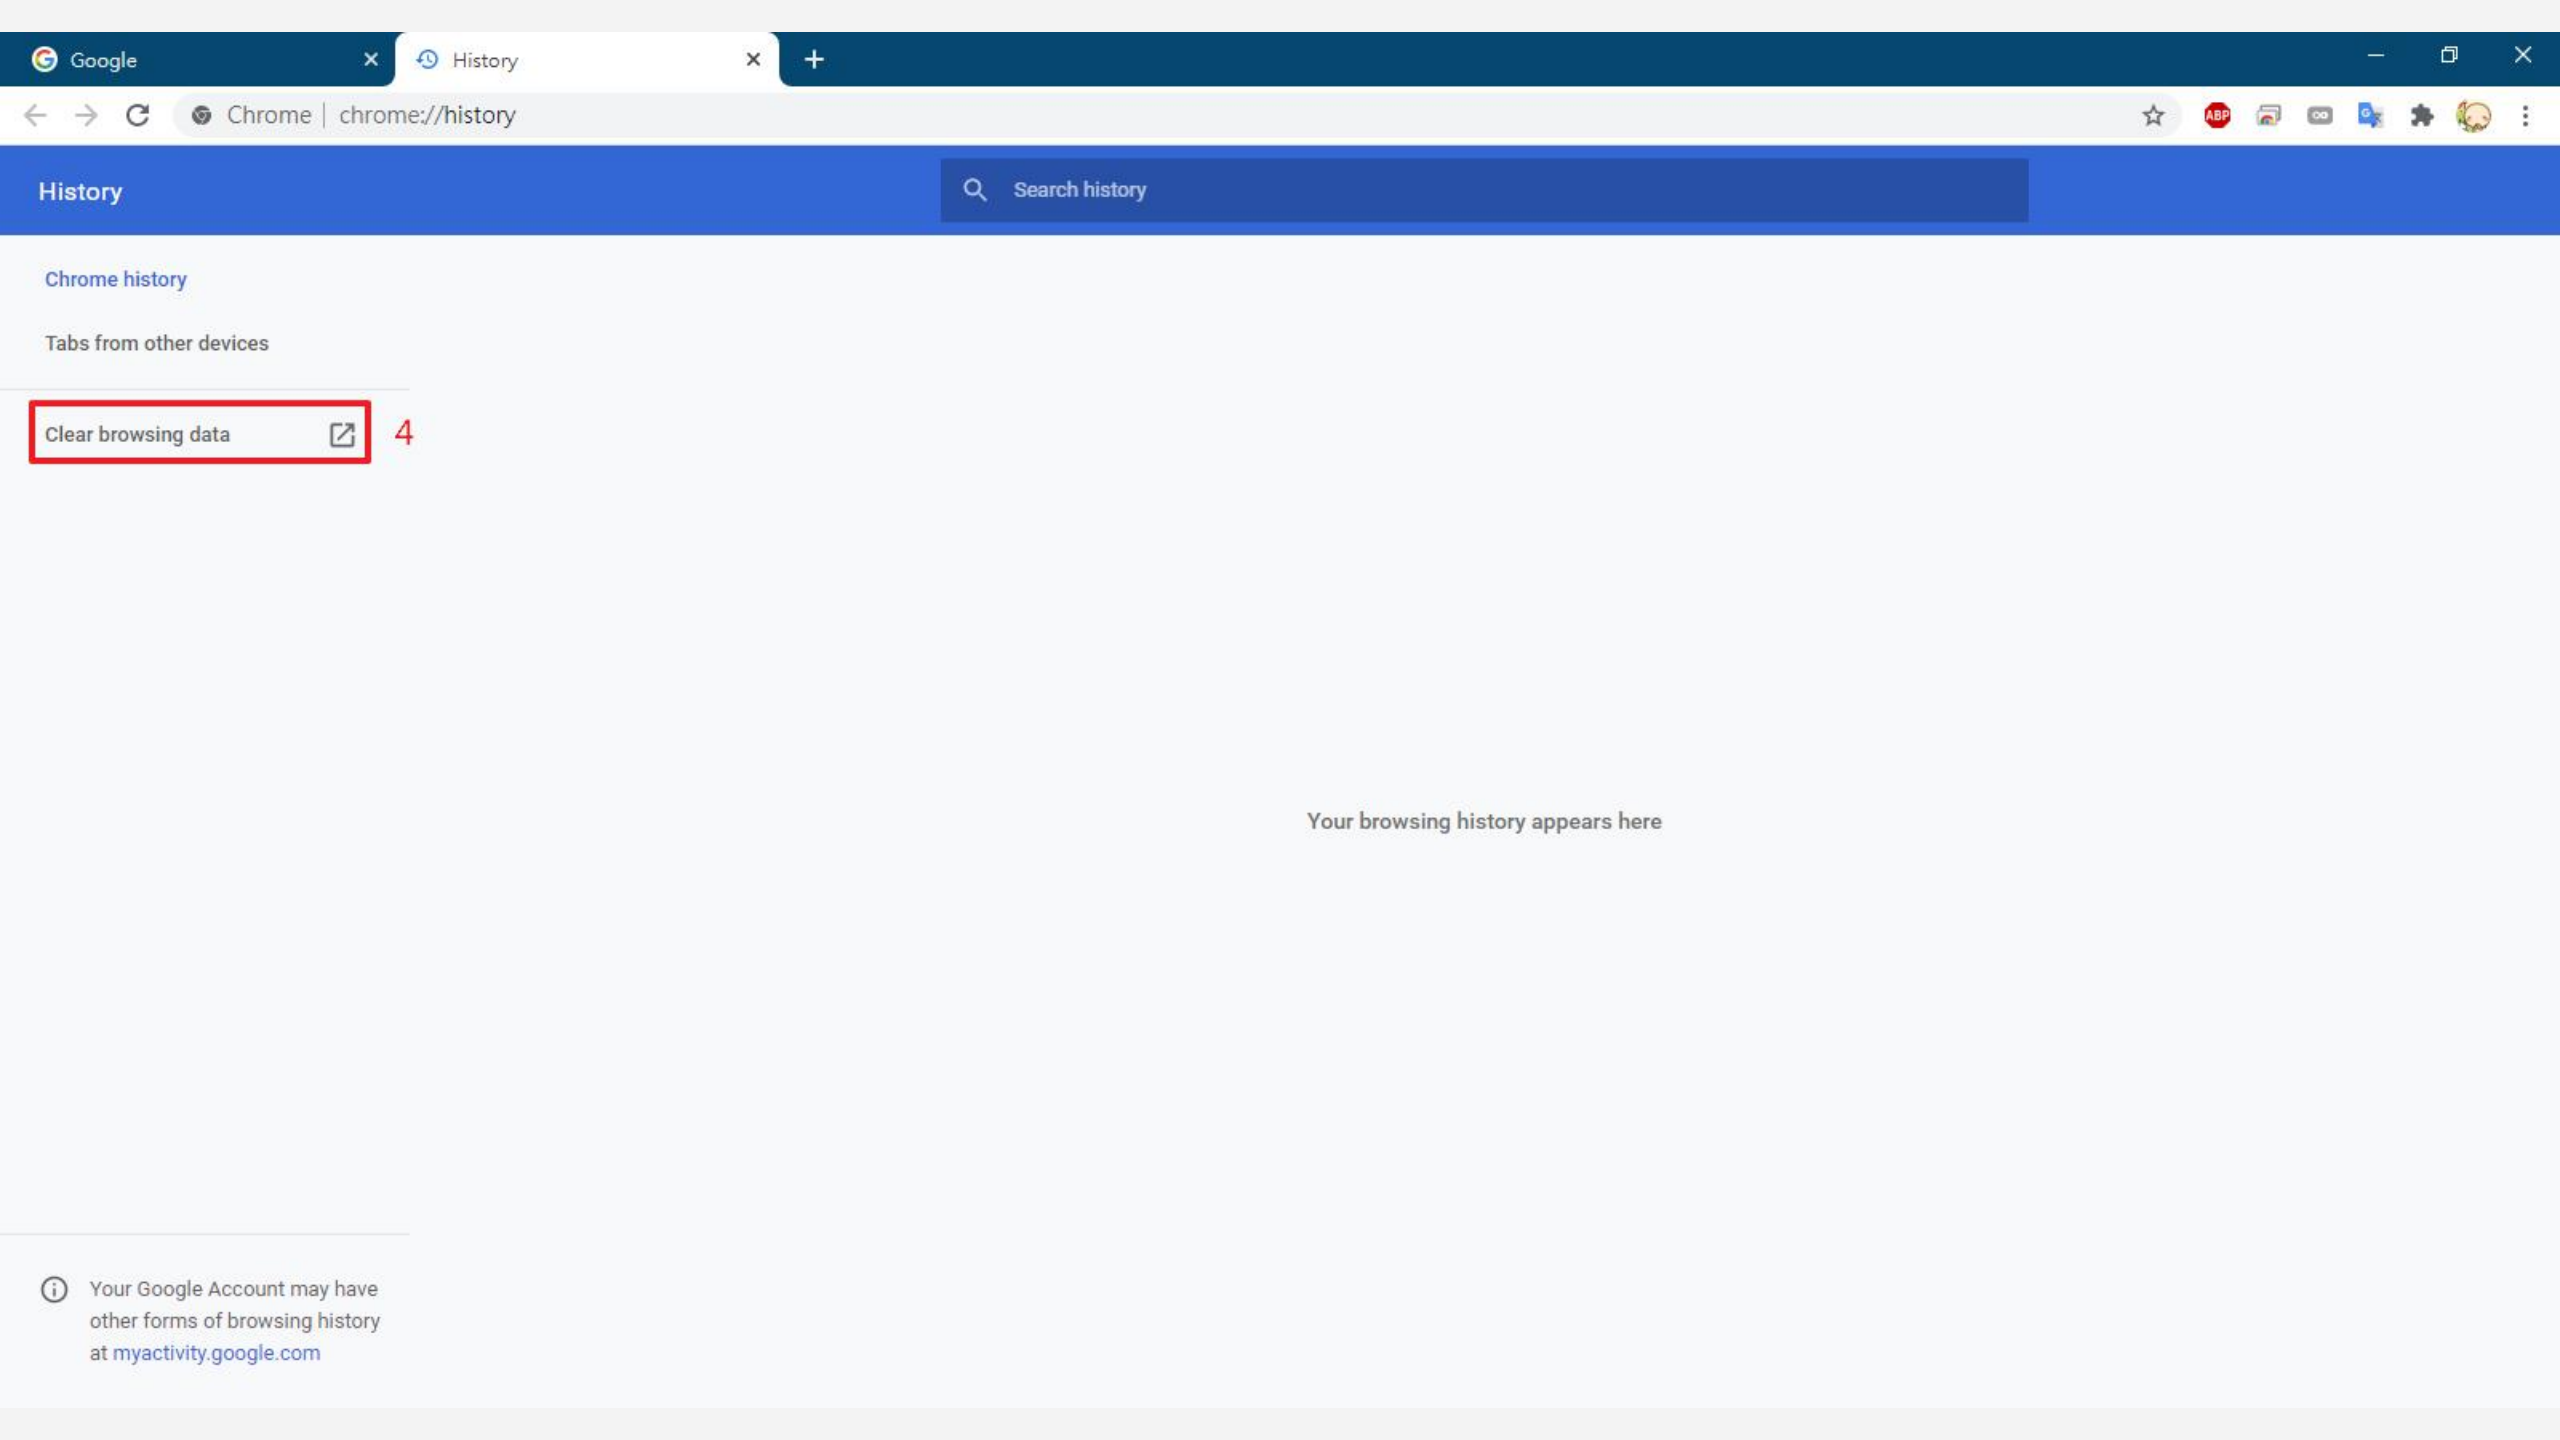 Google
History
Chrome | chrome://history
ABP
History
Search history
Chrome history
Tabs from other devices
Clear browsing data
4
Your browsing history appears here
Your Google Account may have
other forms of browsing history
at myactivity.google.com